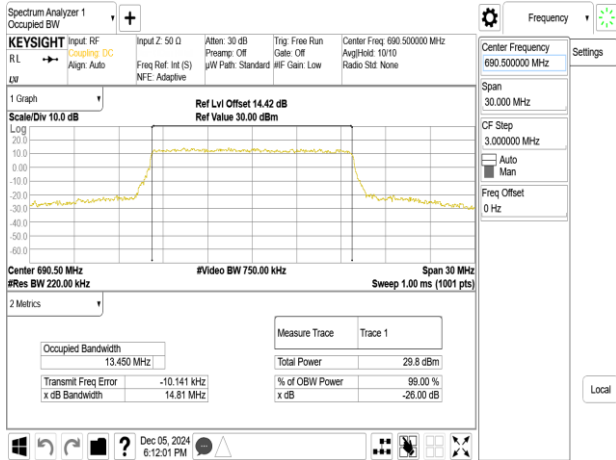 Spectrum Analyzer 1
Occupied BW
Frequency
KEYSIGHT
RL
LXI
Input: RF
Coupling: DC
Align: Auto
Input Z: 50 Ω
Freq Ref: Int (S)
NFE: Adaptive
Atten: 30 dB
Preamp: Off
µW Path: Standard
Trig: Free Run
Gate: Off
#IF Gain: Low
Center Freq: 690.500000 MHz
Avg|Hold: 10/10
Radio Std: None
Center Frequency
690.500000 MHz
Settings
Span
30.000 MHz
CF Step
3.000000 MHz
Auto
Man
Freq Offset
0 Hz
Local
1 Graph
Scale/Div 10.0 dB
Ref Lvl Offset 14.42 dB
Ref Value 30.00 dBm
Log
20.0
10.0
0.00
-10.0
-20.0
-30.0
-40.0
-50.0
-60.0
Center 690.50 MHz
#Video BW 750.00 kHz
Span 30 MHz
#Res BW 220.00 kHz
Sweep 1.00 ms (1001 pts)
2 Metrics
Measure Trace
Trace 1
Occupied Bandwidth
13.450 MHz
Total Power
29.8 dBm
Transmit Freq Error
-10.141 kHz
% of OBW Power
99.00 %
x dB Bandwidth
14.81 MHz
x dB
-26.00 dB
Dec 05, 2024
6:12:01 PM